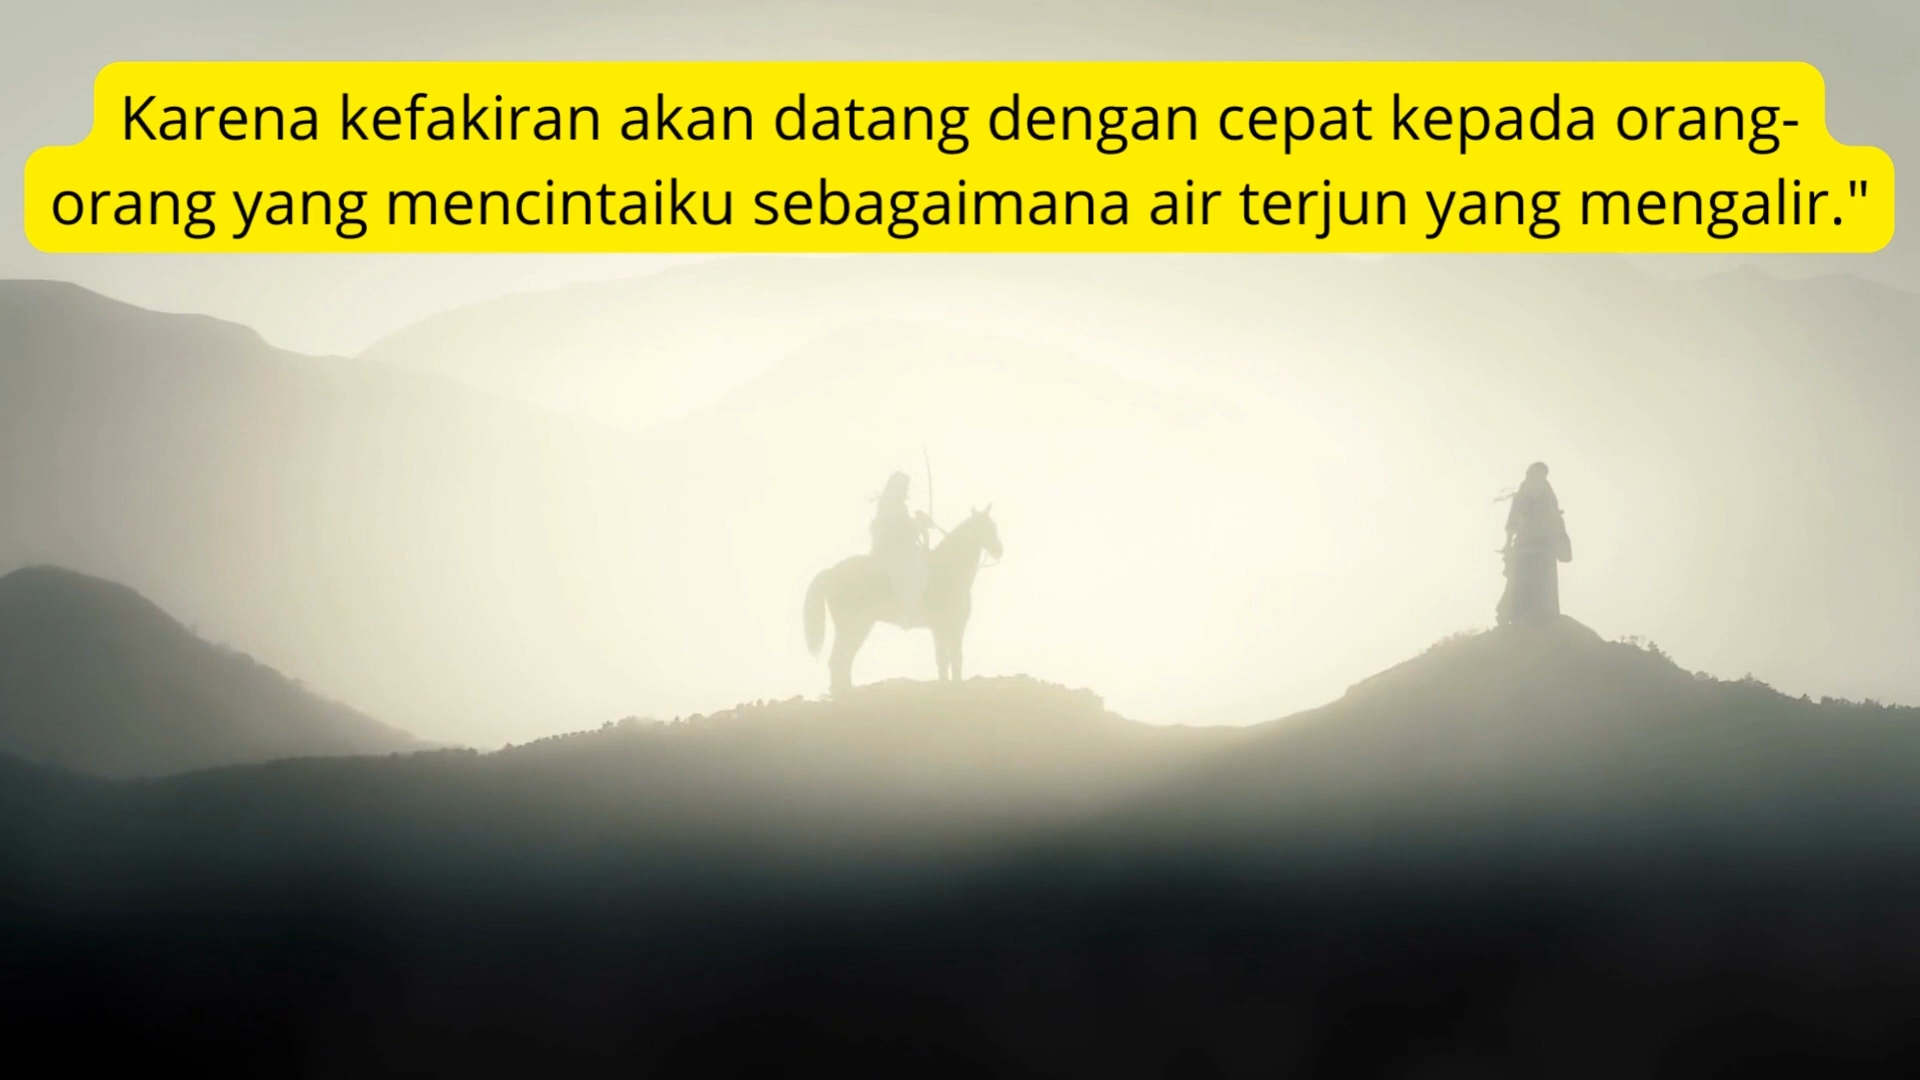 Karena kefakiran akan datang dengan cepat kepada orang-
orang yang mencintaiku sebagaimana air terjun yang mengalir."